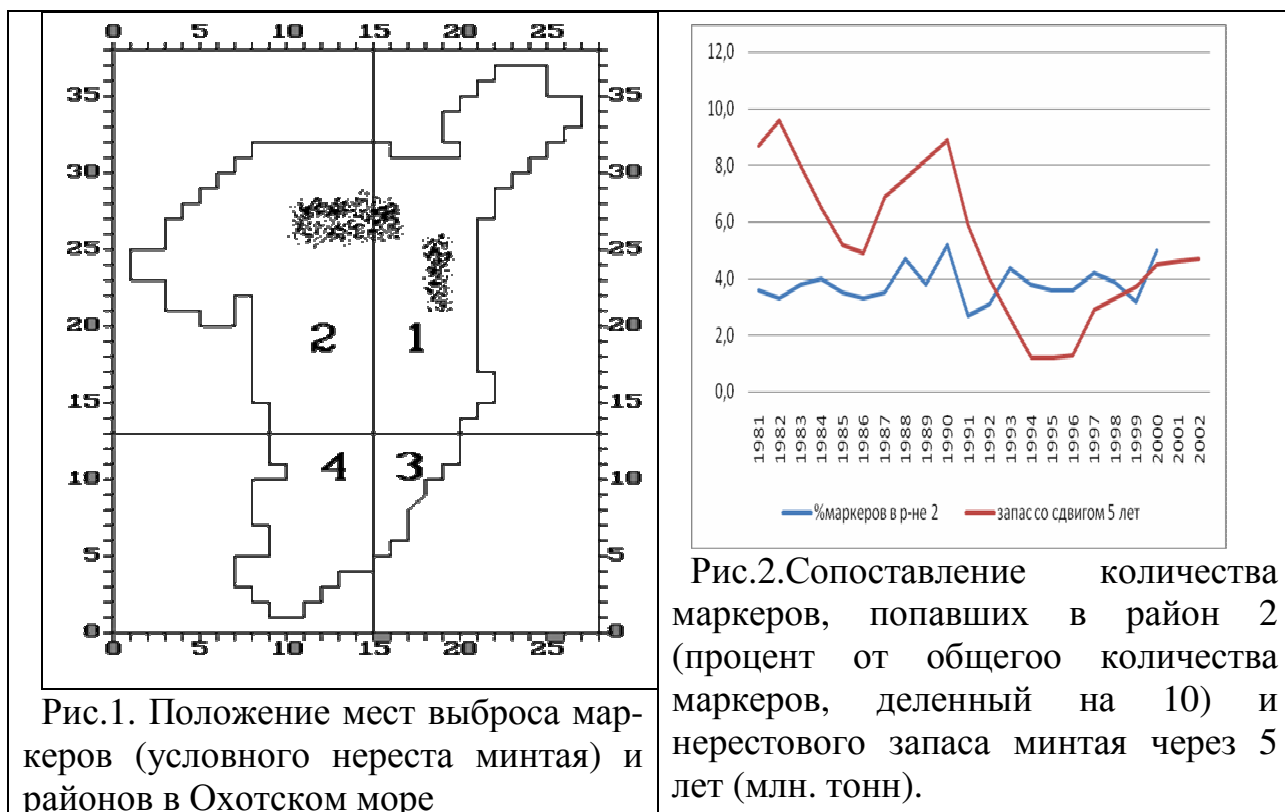 0 5 10 15 20 25
35 35
30 30
25 25
20 20
15 15
10 10
5 5
0 0
2 1
4 3
0 5 10 15 20 25
Рис.1. Положение мест выброса мар-
керов (условного нереста минтая) и
районов в Охотском море
12,0
10,0
8,0
6,0
4,0
2,0
0,0
1981 1982 1983 1984 1985 1986 1987 1988 1989 1990 1991 1992 1993 1994 1995 1996 1997 1998 1999 2000 2001 2002
%маркеров в р-не 2 запас со сдвигом 5 лет
Рис.2.Сопоставление количества
маркеров, попавших в район 2
(процент от общегоо количества
маркеров, деленный на 10) и
нерестового запаса минтая через 5
лет (млн. тонн).